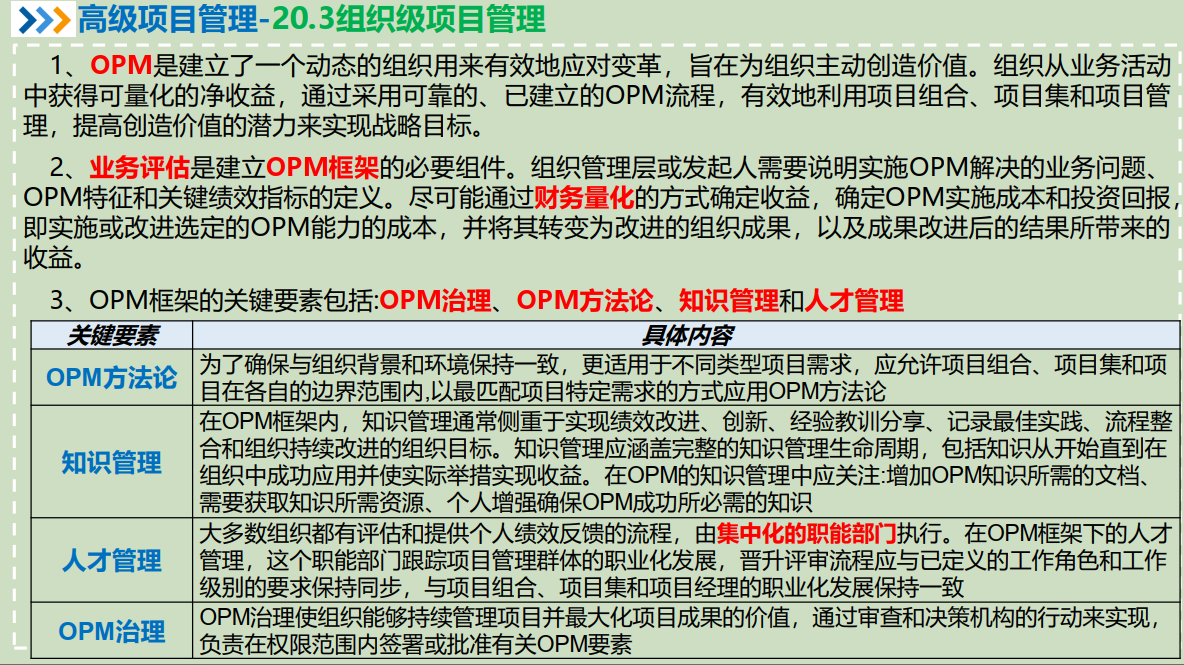 高级项目管理-20.3组织级项目管理
1、OPM是建立了一个动态的组织用来有效地应对变革，旨在为组织主动创造价值。组织从业务活动
中获得可量化的净收益，通过采用可靠的、已建立的OPM流程，有效地利用项目组合、项目集和项目管
理，提高创造价值的潜力来实现战略目标。
2、业务评估是建立OPM框架的必要组件。组织管理层或发起人需要说明实施OPM解决的业务问题、
OPM特征和关键绩效指标的定义。尽可能通过财务量化的方式确定收益，确定OPM实施成本和投资回报，
即实施或改进选定的OPM能力的成本，并将其转变为改进的组织成果，以及成果改进后的结果所带来的
收益。
3、OPM框架的关键要素包括:OPM治理、OPM方法论、知识管理和人才管理
关键要素 具体内容
OPM方法论
为了确保与组织背景和环境保持一致，更适用于不同类型项目需求，应允许项目组合、项目集和项
目在各自的边界范围内,以最匹配项目特定需求的方式应用OPM方法论
知识管理
在OPM框架内，知识管理通常侧重于实现绩效改进、创新、经验教训分享、记录最佳实践、流程整
合和组织持续改进的组织目标。知识管理应涵盖完整的知识管理生命周期，包括知识从开始直到在
组织中成功应用并使实际举措实现收益。在OPM的知识管理中应关注:增加OPM知识所需的文档、
需要获取知识所需资源、个人增强确保OPM成功所必需的知识
人才管理
大多数组织都有评估和提供个人绩效反馈的流程，由集中化的职能部门执行。在OPM框架下的人才
管理，这个职能部门跟踪项目管理群体的职业化发展，晋升评审流程应与已定义的工作角色和工作
级别的要求保持同步，与项目组合、项目集和项目经理的职业化发展保持一致
OPM治理
OPM治理使组织能够持续管理项目并最大化项目成果的价值，通过审查和决策机构的行动来实现，
负责在权限范围内签署或批准有关OPM要素